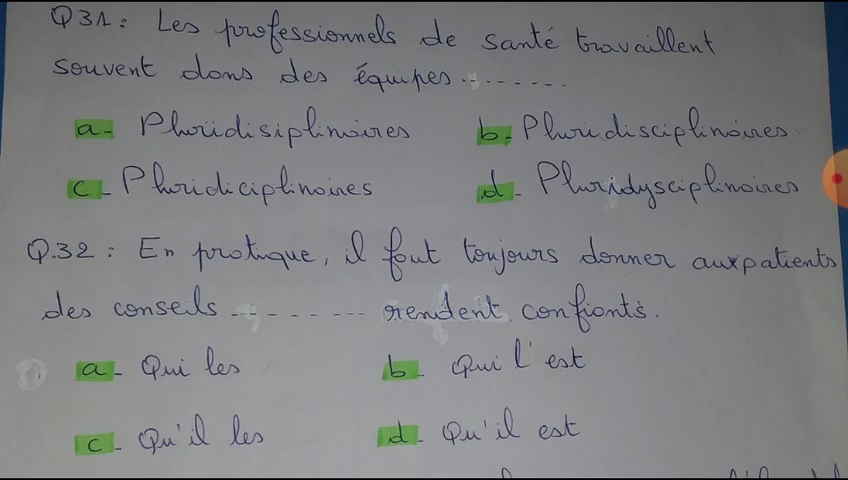 Q31: Les professionnels de santé travaillent
souvent dans des équipes..........
a- Pluridisiplinaires b- Pluridisciplinaires
c- Pluridiciplinaires d- Pluridysciplinaires
Q.32 : En pratique, il faut toujours donner aux patients
des conseils .......... rendent confiants.
a- Qui les b- Qui l'est
c- Qu'il les d- Qu'il est